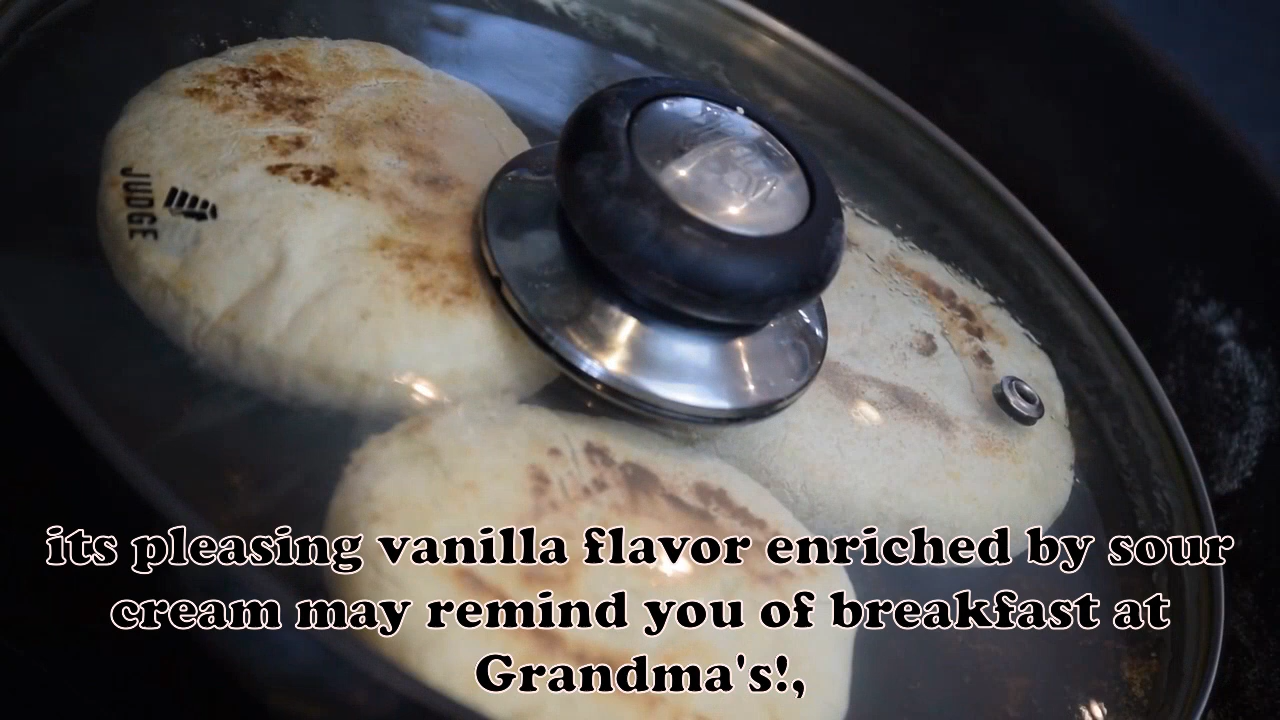 JUDGE
its pleasing vanilla flavor enriched by sour
cream may remind you of breakfast at
Grandma's!,